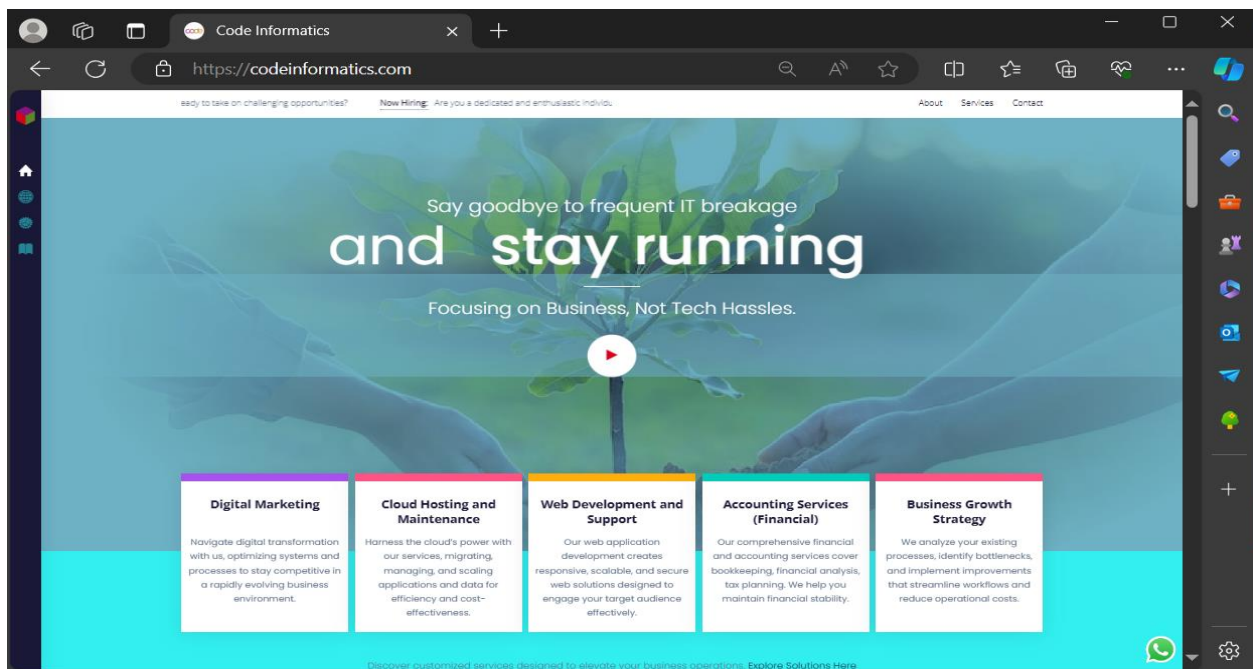 Code Informatics
https://codeinformatics.com
eady to take on challenging opportunities? Now Hiring: Are you a dedicated and enthusiastic individu
About Services Contact
Say goodbye to frequent IT breakage
and stay running
Focusing on Business, Not Tech Hassles.
Digital Marketing
Navigate digital transformation
with us, optimizing systems and
processes to stay competitive in
a rapidly evolving business
environment.
Cloud Hosting and
Maintenance
Harness the cloud's power with
our services, migrating,
managing, and scaling
applications and data for
efficiency and cost-
effectiveness.
Web Development and
Support
Our web application
development creates
responsive, scalable, and secure
web solutions designed to
engage your target audience
effectively.
Accounting Services
(Financial)
Our comprehensive financial
and accounting services cover
bookkeeping, financial analysis,
tax planning. We help you
maintain financial stability.
Business Growth
Strategy
We analyze your existing
processes, identify bottlenecks,
and implement improvements
that streamline workflows and
reduce operational costs.
Discover customized services designed to elevate your business operations. Explore Solutions Here